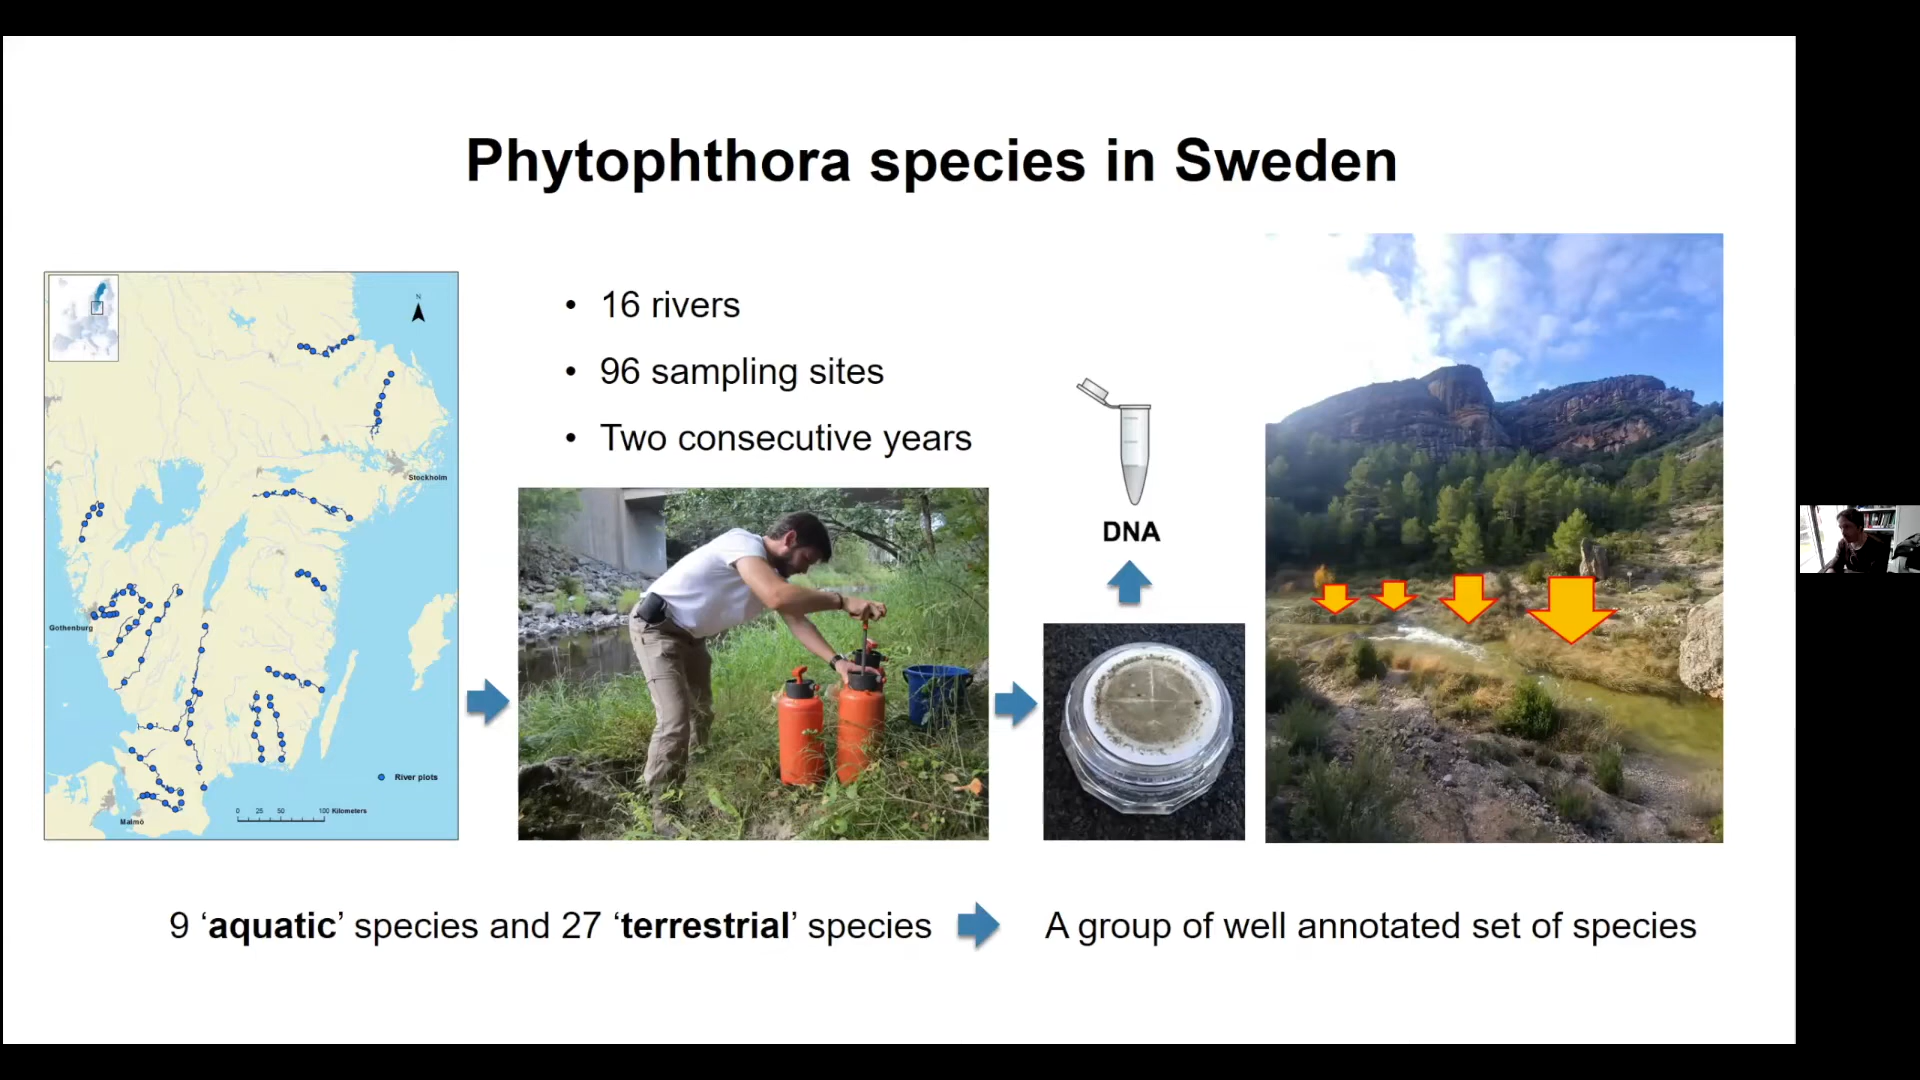 Phytophthora species in Sweden
• 16 rivers
• 96 sampling sites
• Two consecutive years
N
Stockholm
Gothenburg
River plots
0 25 50 100 Kilometers
Malmö
DNA
9 ‘aquatic’ species and 27 ‘terrestrial’ species
A group of well annotated set of species